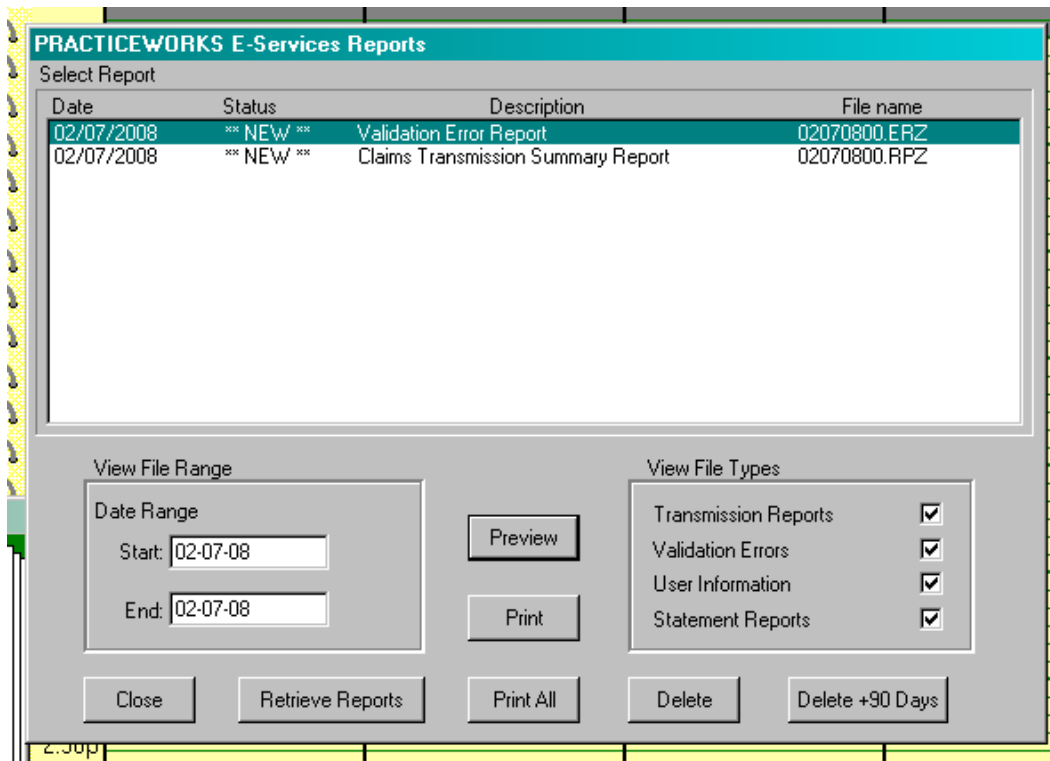 PRACTICEWORKS E-Services Reports
Select Report
Date Status Description File name
02/07/2008 ** NEW ** Validation Error Report 02070800.ERZ
02/07/2008 ** NEW ** Claims Transmission Summary Report 02070800.RPZ
View File Range
Date Range
Start: 02-07-08
End: 02-07-08
Preview
Print
View File Types
Transmission Reports
Validation Errors
User Information
Statement Reports
Close Retrieve Reports Print All Delete Delete +90 Days